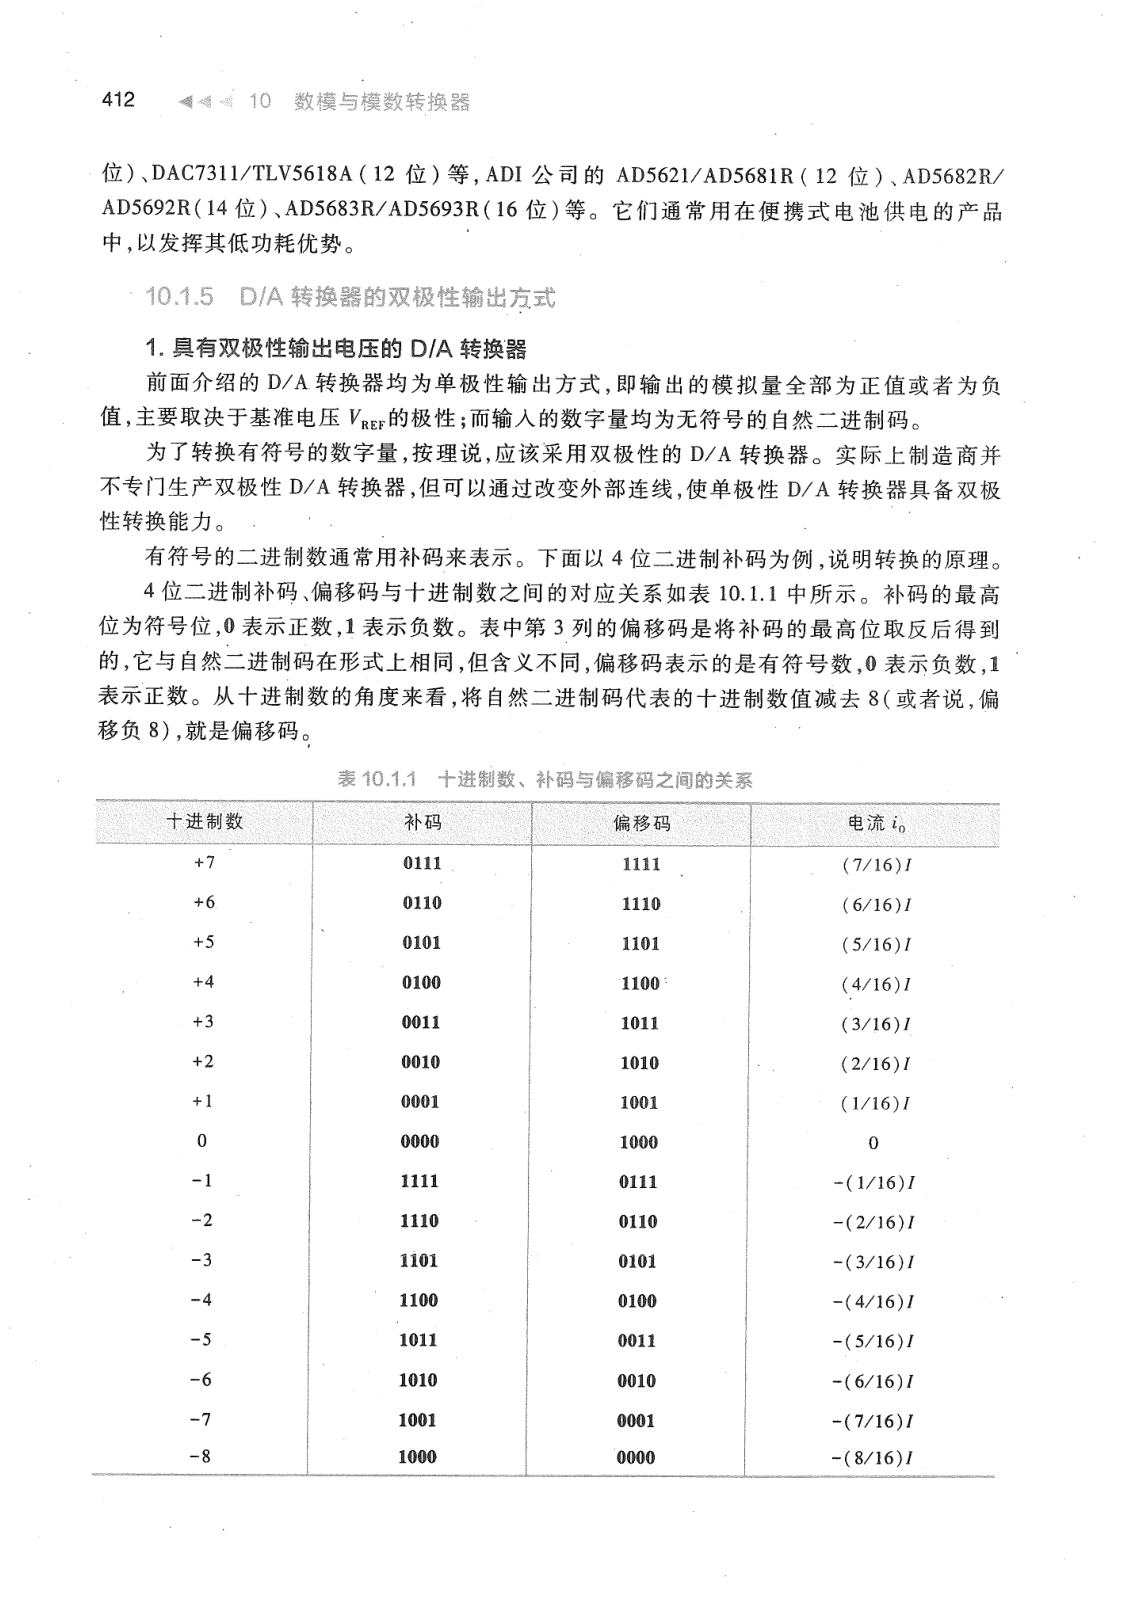 412 ◀◀◀ 10 数模与模数转换器
位)、DAC7311/TLV5618A(12 位)等,ADI 公司的 AD5621/AD5681R(12 位)、AD5682R/
AD5692R(14 位)、AD5683R/AD5693R(16 位)等。它们通常用在便携式电池供电的产品
中,以发挥其低功耗优势。
10.1.5 D/A 转换器的双极性输出方式
1. 具有双极性输出电压的 D/A 转换器
前面介绍的 D/A 转换器均为单极性输出方式,即输出的模拟量全部为正值或者为负
值,主要取决于基准电压 VREF的极性;而输入的数字量均为无符号的自然二进制码。
为了转换有符号的数字量,按理说,应该采用双极性的 D/A 转换器。实际上制造商并
不专门生产双极性 D/A 转换器,但可以通过改变外部连线,使单极性 D/A 转换器具备双极
性转换能力。
有符号的二进制数通常用补码来表示。下面以 4 位二进制补码为例,说明转换的原理。
4 位二进制补码、偏移码与十进制数之间的对应关系如表 10.1.1 中所示。补码的最高
位为符号位,0 表示正数,1 表示负数。表中第 3 列的偏移码是将补码的最高位取反后得到
的,它与自然二进制码在形式上相同,但含义不同,偏移码表示的是有符号数,0 表示负数,1
表示正数。从十进制数的角度来看,将自然二进制码代表的十进制数值减去 8(或者说,偏
移负 8),就是偏移码。
表 10.1.1 十进制数、补码与偏移码之间的关系
十进制数 补码 偏移码 电流 iO
+7 0111 1111 (7/16)I
+6 0110 1110 (6/16)I
+5 0101 1101 (5/16)I
+4 0100 1100 (4/16)I
+3 0011 1011 (3/16)I
+2 0010 1010 (2/16)I
+1 0001 1001 (1/16)I
0 0000 1000 0
-1 1111 0111 -(1/16)I
-2 1110 0110 -(2/16)I
-3 1101 0101 -(3/16)I
-4 1100 0100 -(4/16)I
-5 1011 0011 -(5/16)I
-6 1010 0010 -(6/16)I
-7 1001 0001 -(7/16)I
-8 1000 0000 -(8/16)I